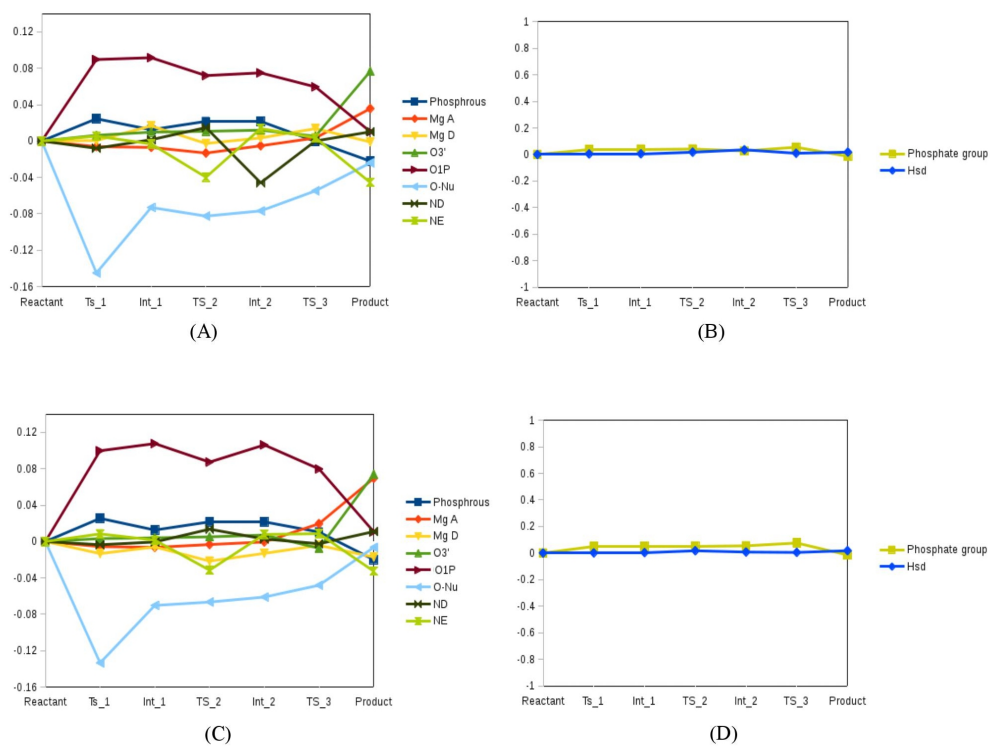 0.12
0.08
0.04
0
-0.04
-0.08
-0.12
-0.16
Reactant Ts_1 Int_1 TS_2 Int_2 TS_3 Product
Phosphrous
Mg A
Mg D
O3'
O1P
O-Nu
ND
NE
(A)
1
0.8
0.6
0.4
0.2
0
-0.2
-0.4
-0.6
-0.8
-1
Reactant Ts_1 Int_1 TS_2 Int_2 TS_3 Product
Phosphate group
Hsd
(B)
0.12
0.08
0.04
0
-0.04
-0.08
-0.12
-0.16
Reactant Ts_1 Int_1 TS_2 Int_2 TS_3 Product
Phosphrous
Mg A
Mg D
O3'
O1P
O-Nu
ND
NE
(C)
1
0.8
0.6
0.4
0.2
0
-0.2
-0.4
-0.6
-0.8
-1
Reactant Ts_1 Int_1 TS_2 Int_2 TS_3 Product
Phosphate group
Hsd
(D)